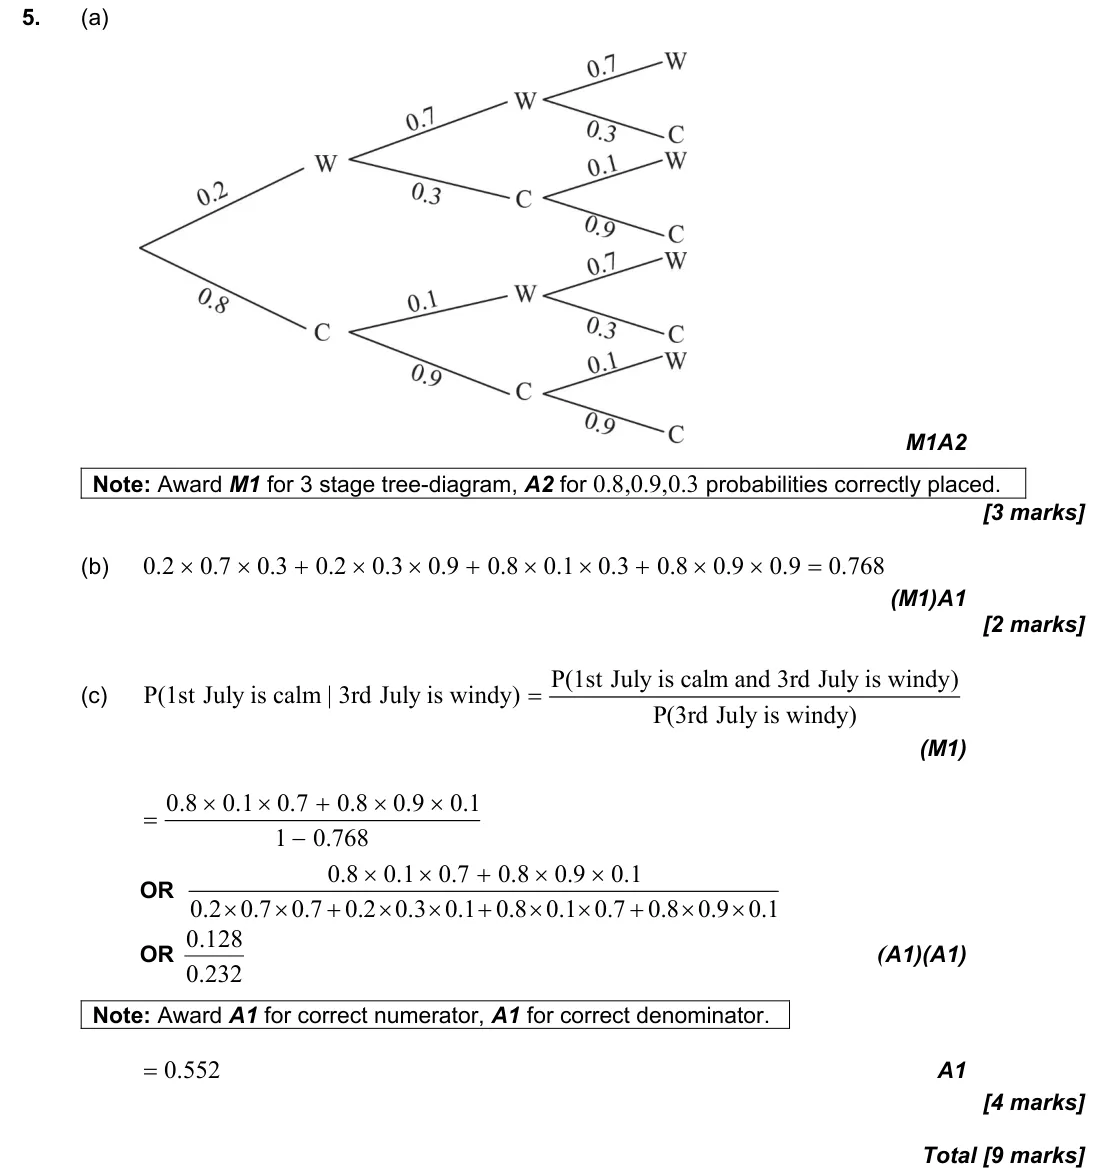 5. (a)
0.7 W
W
0.7 0.3 C
W 0.1 W
0.2 0.3 C
0.9 C
0.7 W
0.8 0.1 W
C 0.3 C
0.1 W
0.9 C
0.9 C
M1A2
Note: Award M1 for 3 stage tree-diagram, A2 for 0.8,0.9,0.3 probabilities correctly placed.
[3 marks]
(b) 0.2 × 0.7 × 0.3 + 0.2 × 0.3 × 0.9 + 0.8 × 0.1 × 0.3 + 0.8 × 0.9 × 0.9 = 0.768
(M1)A1
[2 marks]
(c) P(1st July is calm | 3rd July is windy) = P(1st July is calm and 3rd July is windy)
P(3rd July is windy)
(M1)
= 0.8 × 0.1 × 0.7 + 0.8 × 0.9 × 0.1
1 − 0.768
OR 0.8 × 0.1 × 0.7 + 0.8 × 0.9 × 0.1
0.2×0.7×0.7+0.2×0.3×0.1+0.8×0.1×0.7+0.8×0.9×0.1
OR 0.128
0.232
(A1)(A1)
Note: Award A1 for correct numerator, A1 for correct denominator.
= 0.552 A1
[4 marks]
Total [9 marks]